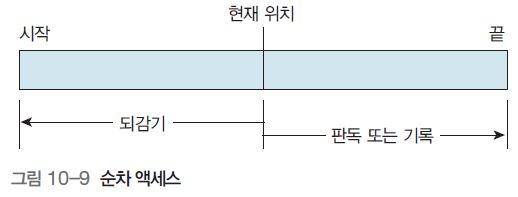 현재 위치
시작
끝
되감기
판독 또는 기록
그림 10-9 순차 액세스